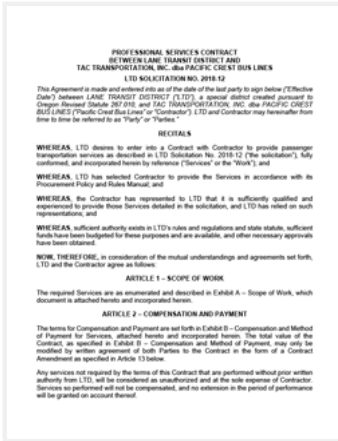 PROFESSIONAL SERVICES CONTRACT
BETWEEN LANE TRANSIT DISTRICT AND
TAC TRANSPORTATION, INC. dba PACIFIC CREST BUS LINES
LTD SOLICITATION NO. 2018-12
This Agreement is made and entered into as of the date of the last party to sign below ("Effective
Date") between LANE TRANSIT DISTRICT ("LTD"), a special district created pursuant to
Oregon Revised Statute 267.010, and TAC TRANSPORTATION, INC. dba PACIFIC CREST
BUS LINES ("Pacific Crest Bus Lines" or "Contractor"). LTD and Contractor may hereinafter from
time to time be referred to as "Party" or "Parties."
RECITALS
WHEREAS, LTD desires to enter into a Contract with Contractor to provide passenger
transportation services as described in LTD Solicitation No. 2018-12 ("the solicitation"), fully
conformed, and incorporated herein by reference ("Services" or the "Work"); and
WHEREAS, LTD has selected Contractor to provide the Services in accordance with its
Procurement Policy and Rules Manual; and
WHEREAS, the Contractor has represented to LTD that it is sufficiently qualified and
experienced to provide those Services detailed in the solicitation, and LTD has relied on such
representations; and
WHEREAS, sufficient authority exists in LTD's rules and regulations and state statute, sufficient
funds have been budgeted for these purposes and are available, and other necessary approvals
have been obtained.
NOW, THEREFORE, in consideration of the mutual understandings and agreements set forth,
LTD and the Contractor agree as follows:
ARTICLE 1 – SCOPE OF WORK
The required Services are as enumerated and described in Exhibit A – Scope of Work, which
document is attached hereto and incorporated herein.
ARTICLE 2 – COMPENSATION AND PAYMENT
The terms for Compensation and Payment are set forth in Exhibit B – Compensation and Method
of Payment for Services, attached hereto and incorporated herein. The total value of the
Contract, as specified in Exhibit B – Compensation and Method of Payment, may only be
modified by written agreement of both Parties to the Contract in the form of a Contract
Amendment as specified in Article 13 below.
Any services not required by the terms of this Contract that are performed without prior written
authority from LTD, will be considered as unauthorized and at the sole expense of Contractor.
Services so performed will not be compensated, and no extension in the period of performance
will be granted on account thereof.